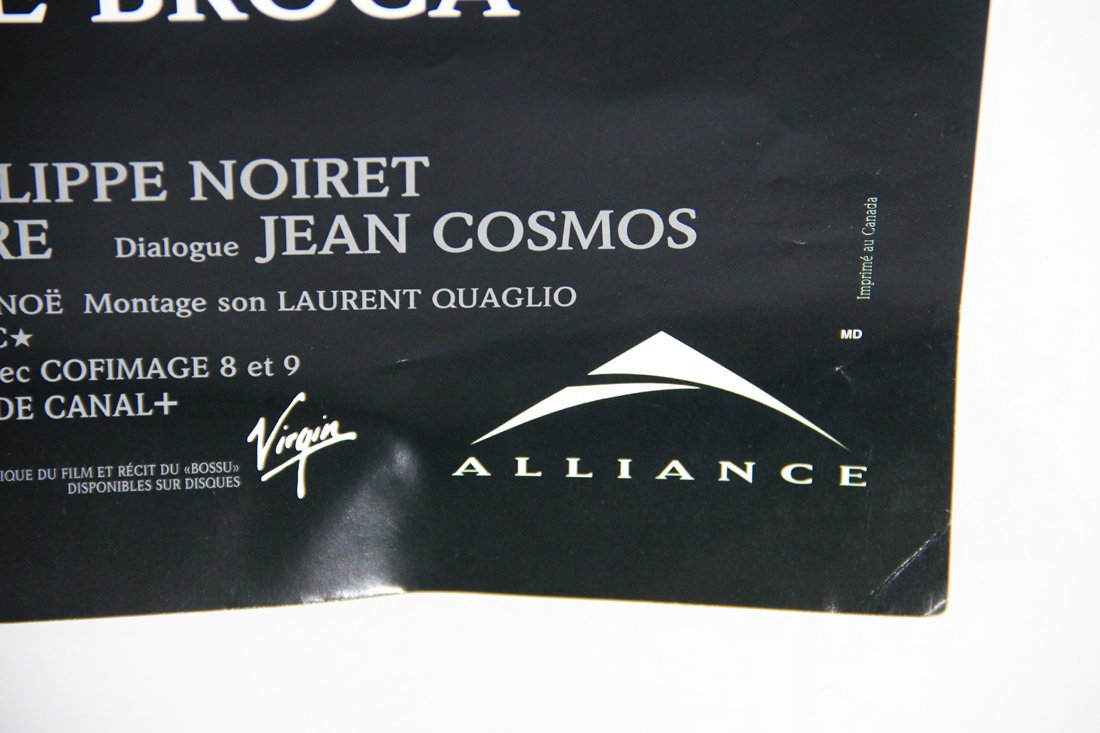 E BROCA
LIPPE NOIRET
RE Dialogue JEAN COSMOS
NOË Montage son LAURENT QUAGLIO
C★
ec COFIMAGE 8 et 9
DE CANAL+
IQUE DU FILM ET RÉCIT DU «BOSSU»
DISPONIBLES SUR DISQUES
Virgin
ALLIANCE
MD
Imprimé au Canada